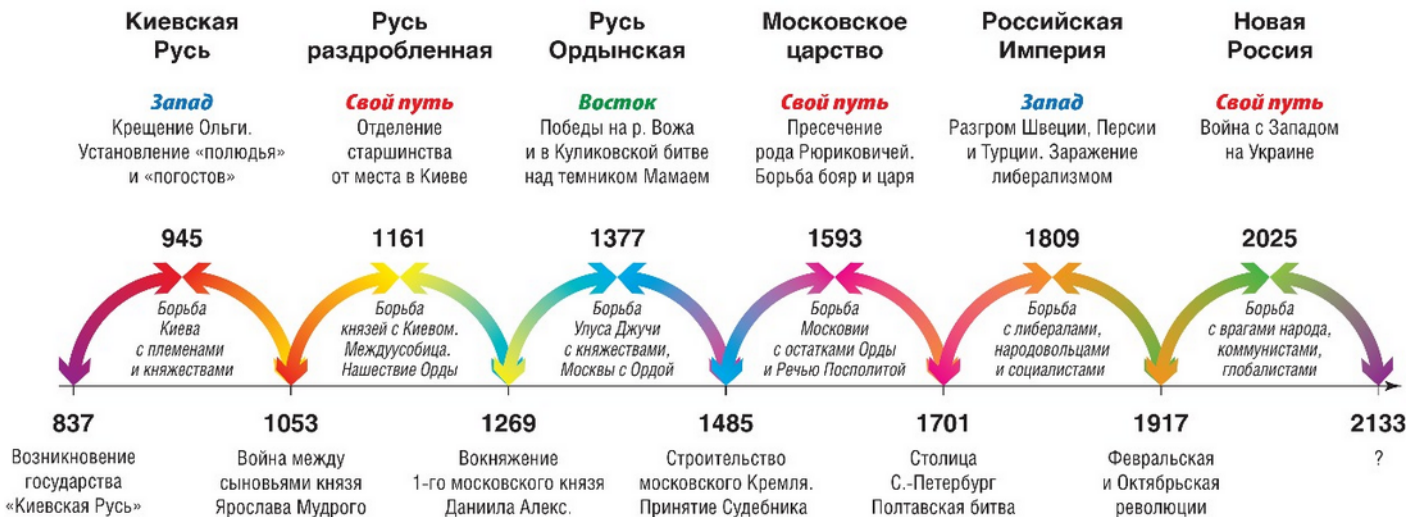 Киевская
Русь
Русь
раздробленная
Русь
Ордынская
Московское
царство
Российская
Империя
Новая
Россия
Запад
Крещение Ольги.
Установление «полюдья»
и «погостов»
Свой путь
Отделение
старшинства
от места в Киеве
Восток
Победы на р. Вожа
и в Куликовской битве
над темником Мамаем
Свой путь
Пресечение
рода Рюриковичей.
Борьба бояр и царя
Запад
Разгром Швеции, Персии
и Турции. Заражение
либерализмом
Свой путь
Война с Западом
на Украине
945
1161
1377
1593
1809
2025
Борьба
Киева
с племенами
и княжествами
Борьба
князей с Киевом.
Междуусобица.
Нашествие Орды
Борьба
Улуса Джучи
с княжествами,
Москвы с Ордой
Борьба
Московии
с остатками Орды
и Речью Посполитой
Борьба
с либералами,
народовольцами
и социалистами
Борьба
с врагами народа,
коммунистами,
глобалистами
837
1053
1269
1485
1701
1917
2133
Возникновение
государства
«Киевская Русь»
Война между
сыновьями князя
Ярослава Мудрого
Вокняжение
1-го московского князя
Даниила Алекс.
Строительство
московского Кремля.
Принятие Судебника
Столица
С.-Петербург
Полтавская битва
Февральская
и Октябрьская
революции
?